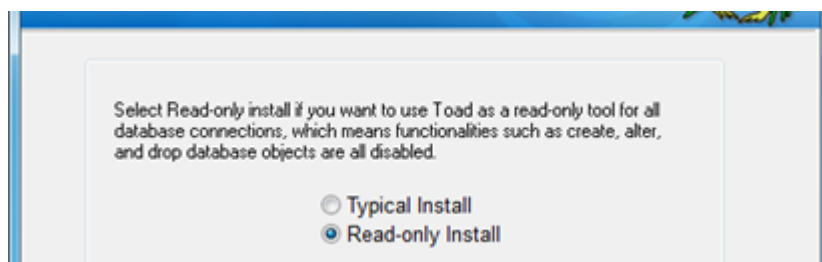 Select Read-only install if you want to use Toad as a read-only tool for all
database connections, which means functionalities such as create, alter,
and drop database objects are all disabled.
Typical Install
Read-only Install